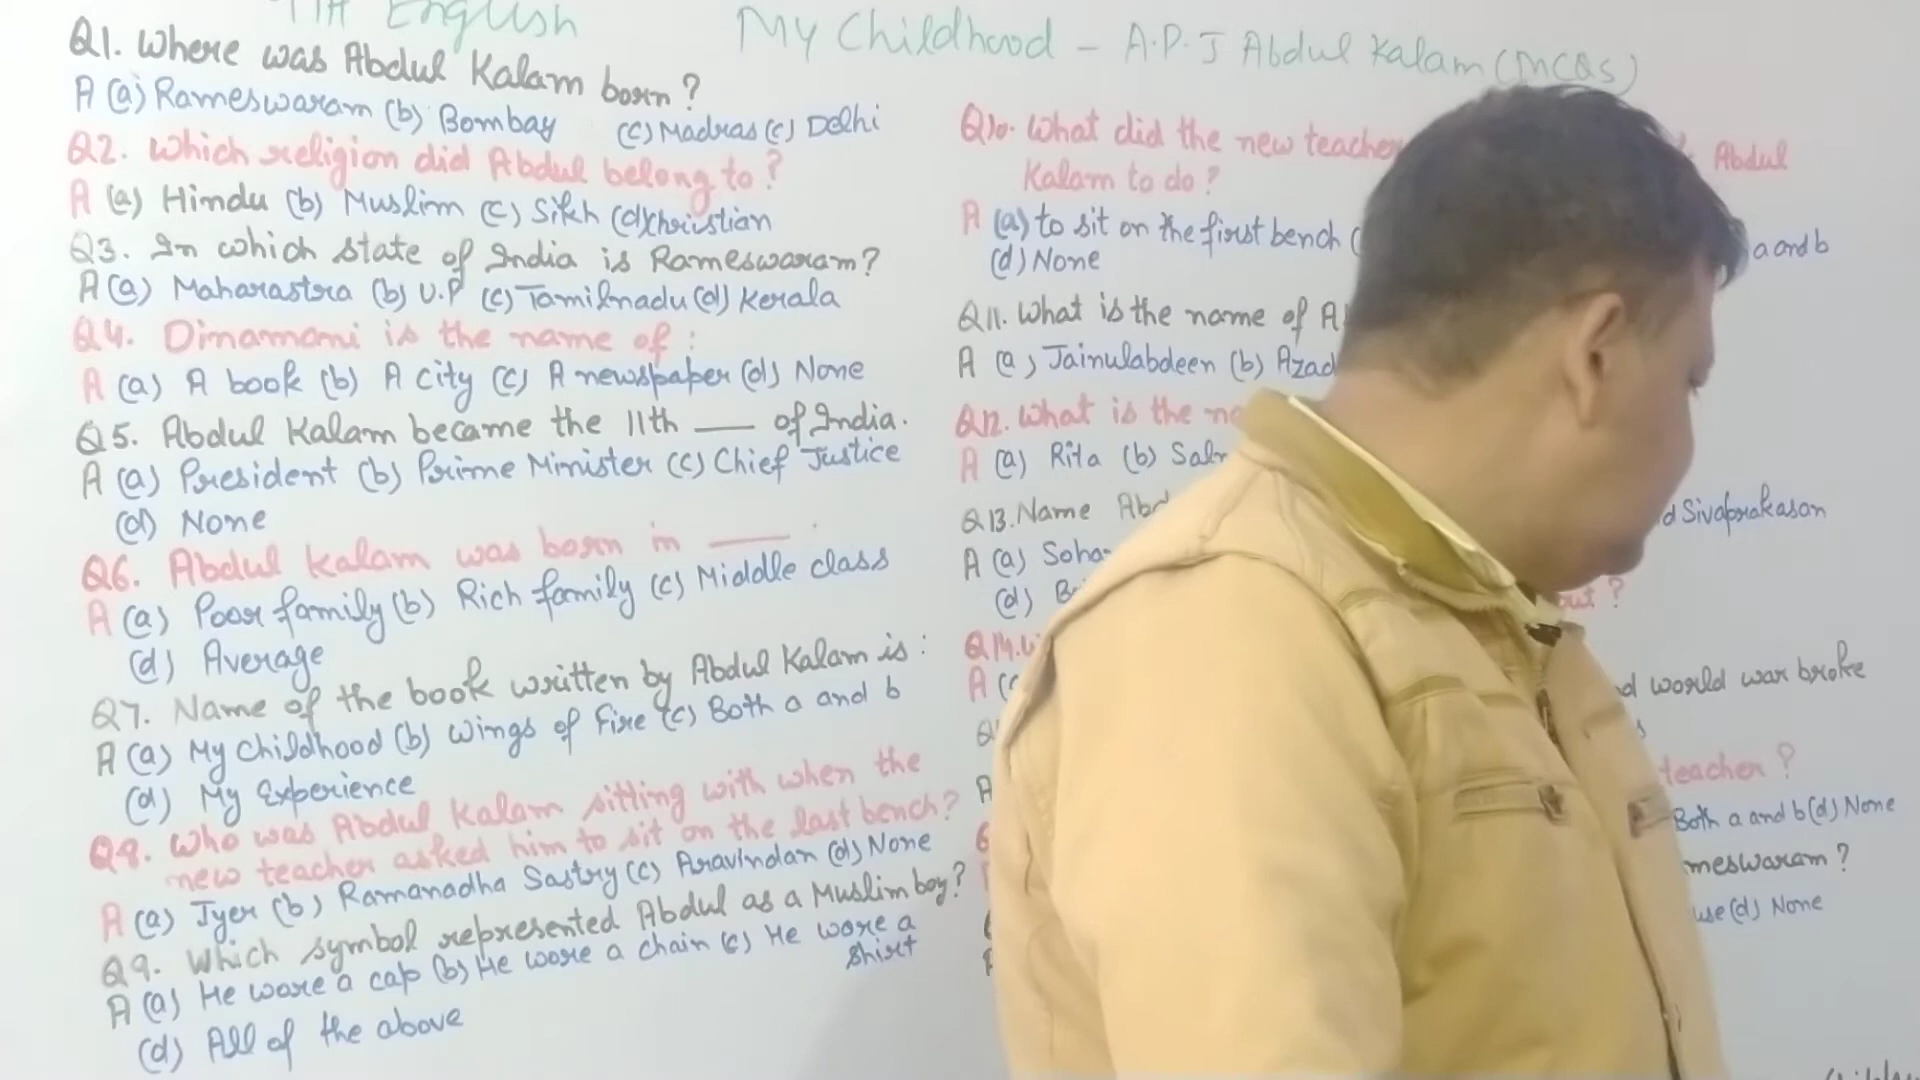 English
My Childhood - A.P.J Abdul Kalam (MCQs)
Q1. Where was Abdul Kalam born?
A (a) Rameswaram (b) Bombay (c) Madras (c) Delhi
Q2. Which religion did Abdul belong to?
A (a) Hindu (b) Muslim (c) Sikh (d) Christian
Q3. In which state of India is Rameswaram?
A (a) Maharastra (b) U.P (c) Tamilnadu (d) Kerala
Q4. Dinamani is the name of:
A (a) A book (b) A city (c) A newspaper (d) None
Q5. Abdul Kalam became the 11th ___ of India.
A (a) President (b) Prime Minister (c) Chief Justice
(d) None
Q6. Abdul Kalam was born in ____.
A (a) Poor family (b) Rich family (c) Middle class
(d) Average
Q7. Name of the book written by Abdul Kalam is:
A (a) My Childhood (b) Wings of Fire (c) Both a and b
(d) My Experience
Q8. Who was Abdul Kalam sitting with when the
new teacher asked him to sit on the last bench?
A (a) Iyer (b) Ramanadha Sastry (c) Aravindan (d) None
Q9. Which symbol represented Abdul as a Muslim boy?
A (a) He wore a cap (b) He wore a chain (c) He wore a
shirt
(d) All of the above
Q10. What did the new teacher Abdul
Kalam to do?
A (a) to sit on the first bench ( a and b
(d) None
Q11. What is the name of
A (a) Jainulabdeen (b) Azad
Q12. What is the
A (a) Rita (b)
Q13. Name Sivaprakasan
A (a)
(d)
out?
Q14.
A world war broke
teacher?
A Both a and b (d) None
?
(d) None